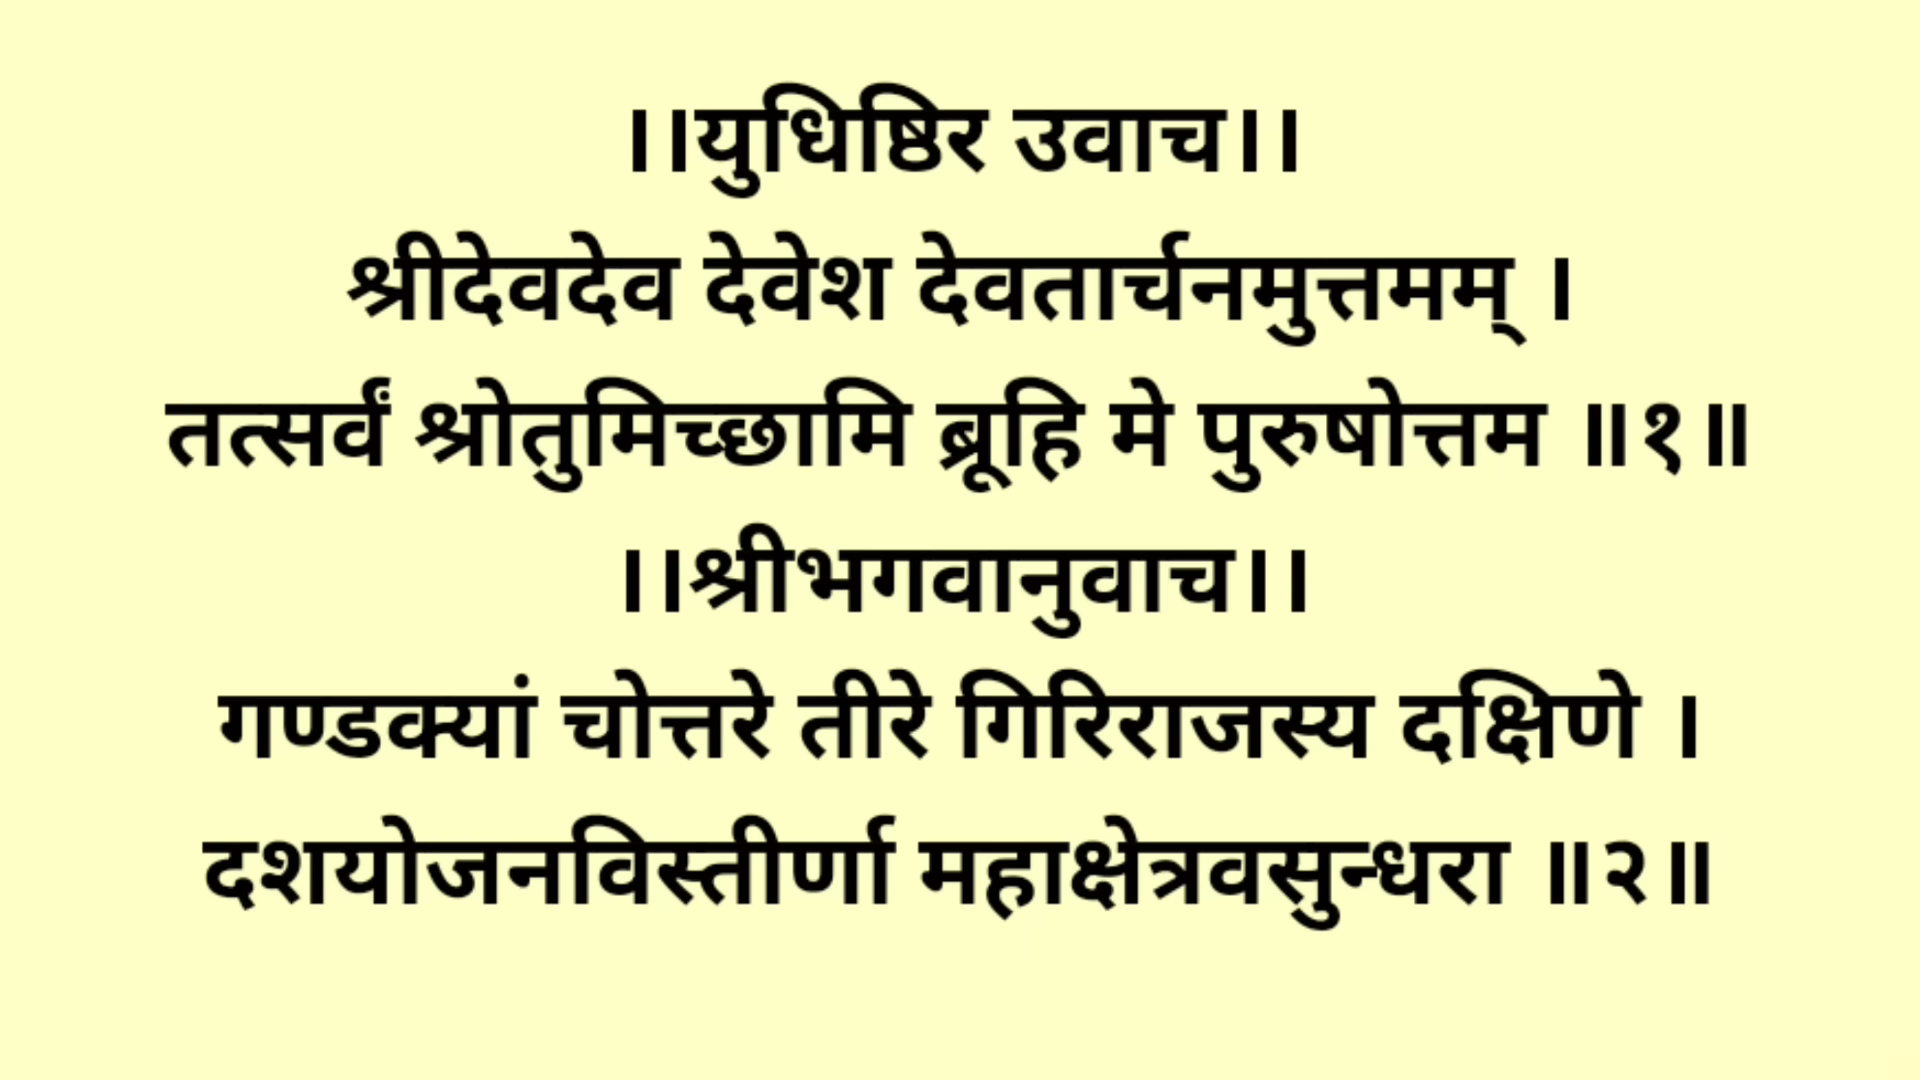 ।।युधिष्ठिर उवाच।।
श्रीदेवदेव देवेश देवतार्चनमुत्तमम् ।
तत्सर्वं श्रोतुमिच्छामि ब्रूहि मे पुरुषोत्तम ॥१॥
।।श्रीभगवानुवाच।।
गण्डक्यां चोत्तरे तीरे गिरिराजस्य दक्षिणे ।
दशयोजनविस्तीर्णा महाक्षेत्रवसुन्धरा ॥२॥